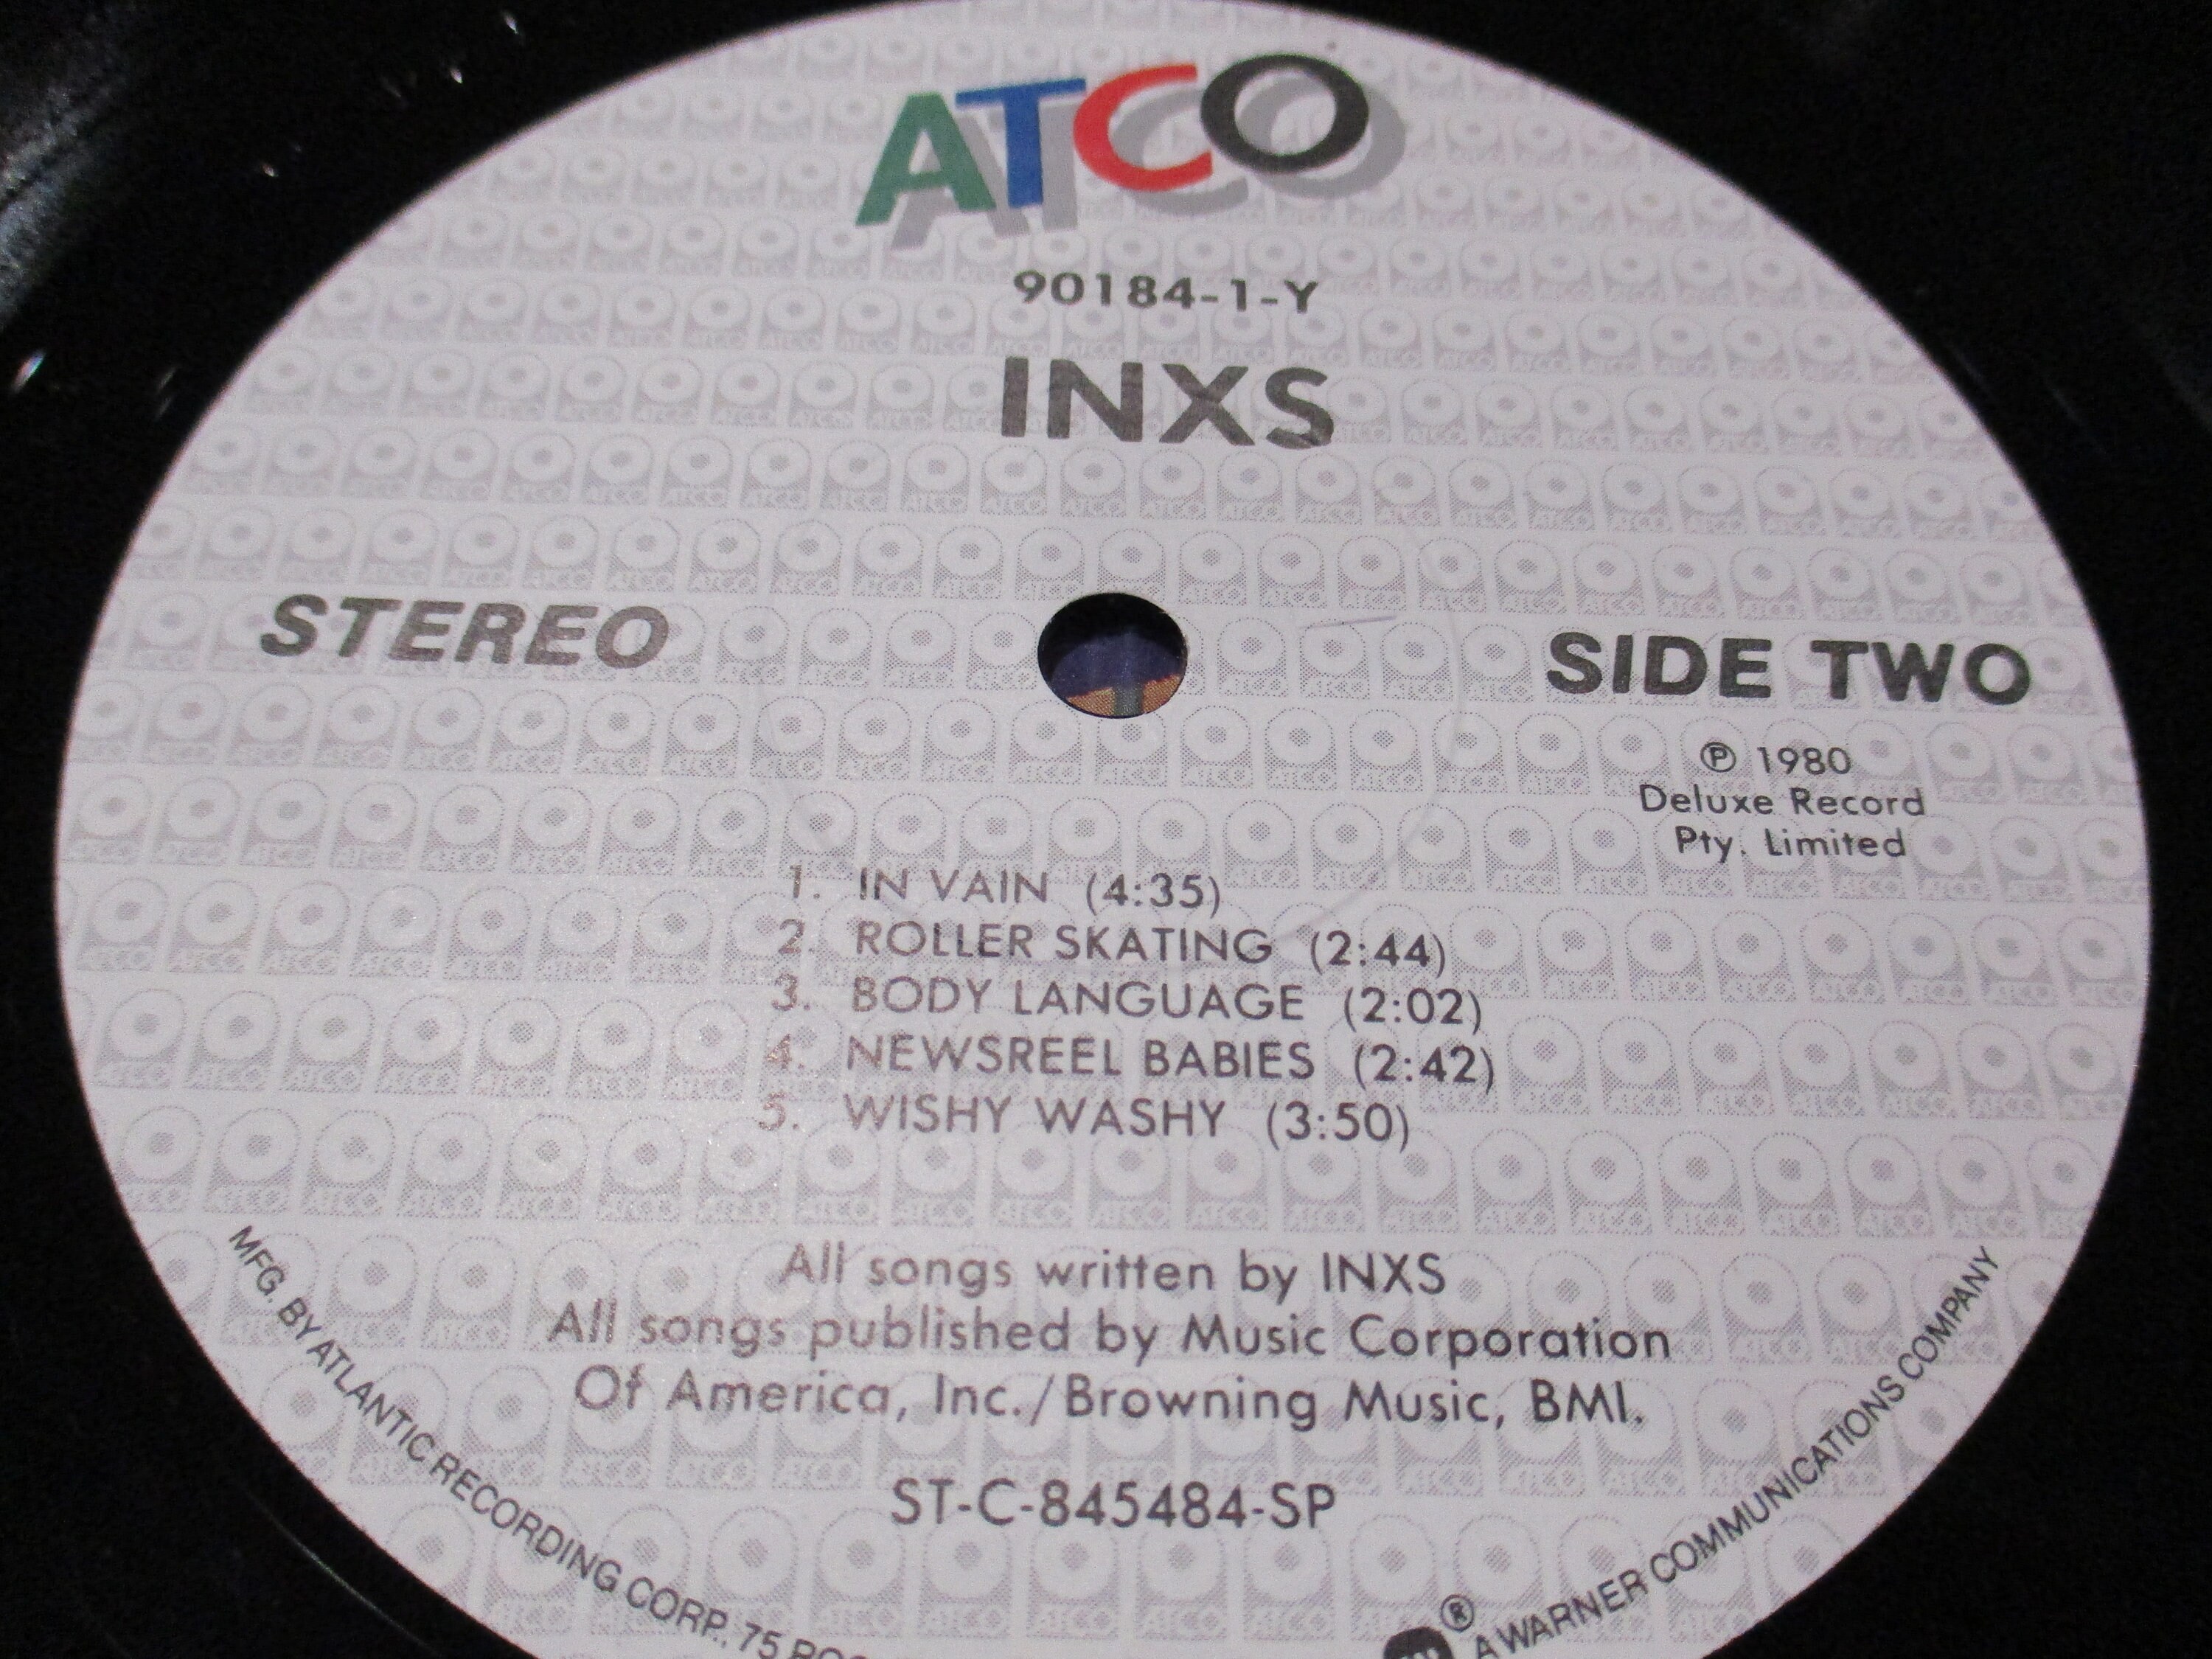 ATCO
90184-1-Y
INXS
STEREO
SIDE TWO
℗ 1980
Deluxe Record
Pty. Limited
1. IN VAIN (4:35)
2. ROLLER SKATING (2:44)
3. BODY LANGUAGE (2:02)
4. NEWSREEL BABIES (2:42)
5. WISHY WASHY (3:50)
All songs written by INXS
All songs published by Music Corporation
Of America, Inc./Browning Music, BMI.
ST-C-845484-SP
MFG. BY ATLANTIC RECORDING CORP., 75
® A WARNER COMMUNICATIONS COMPANY